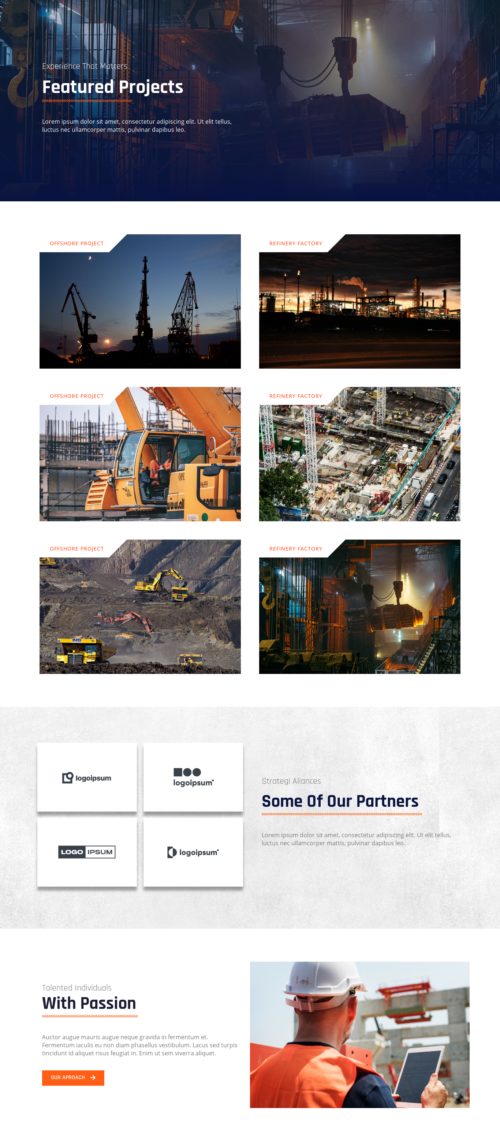 Experience That Matters
Featured Projects
Lorem ipsum dolor sit amet, consectetur adipiscing elit. Ut elit tellus,
luctus nec ullamcorper mattis, pulvinar dapibus leo.
OFFSHORE PROJECT
REFINERY FACTORY
OFFSHORE PROJECT
REFINERY FACTORY
OFFSHORE PROJECT
REFINERY FACTORY
logoipsum
logoipsum
LOGO IPSUM
logoipsum
Strategi Aliances
Some Of Our Partners
Lorem ipsum dolor sit amet, consectetur adipiscing elit. Ut elit tellus,
luctus nec ullamcorper mattis, pulvinar dapibus leo.
Talented Individuals
With Passion
Auctor augue mauris augue neque gravida in fermentum et.
Fermentum iaculis eu non diam phasellus vestibulum. Lacus sed turpis
tincidunt id aliquet risus feugiat in. Enim ut sem viverra aliquet.
OUR APROACH